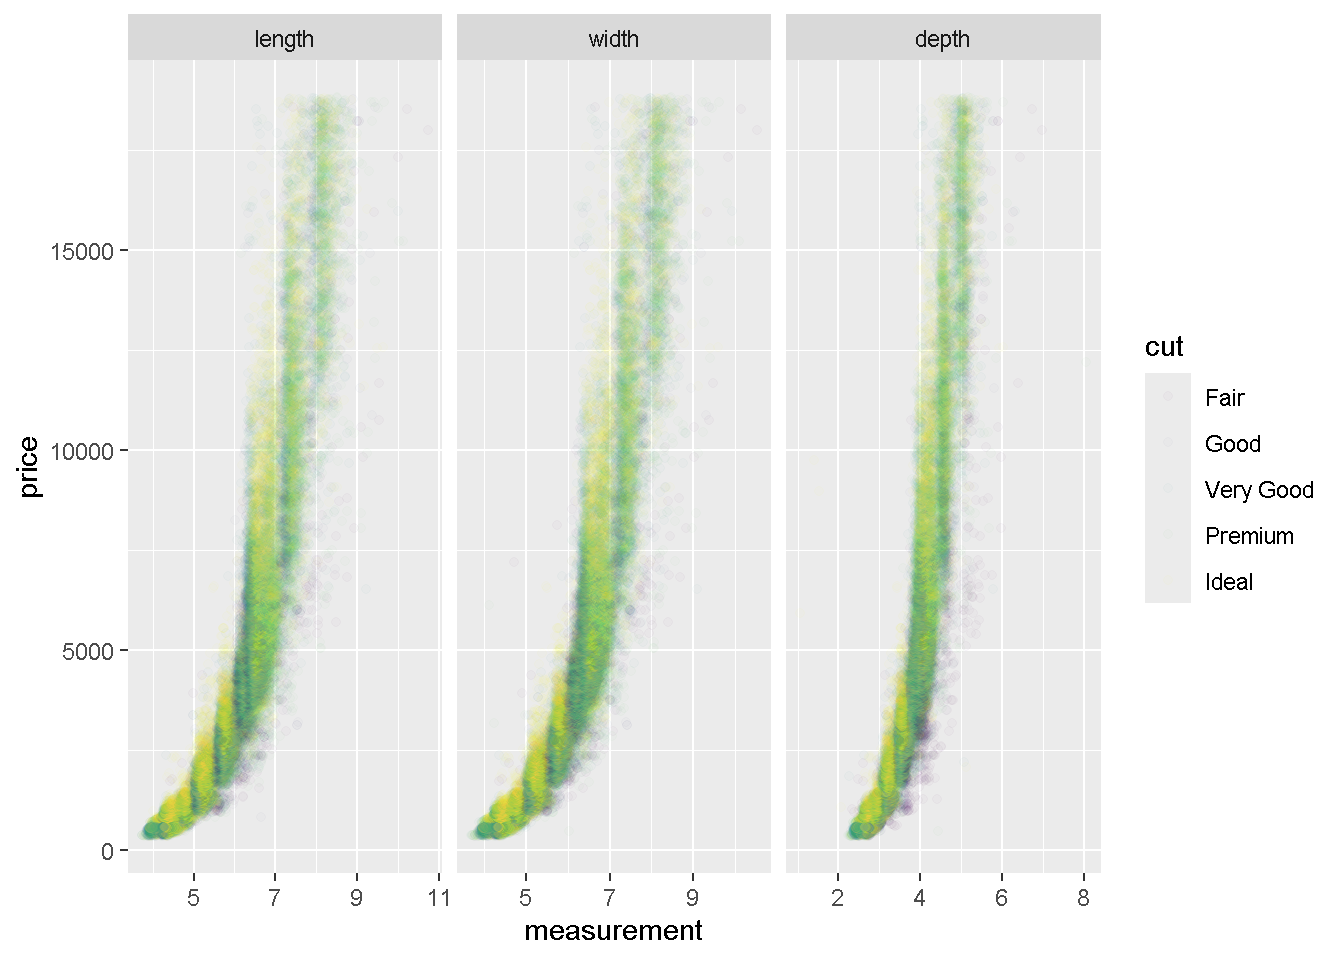 length
width
depth
price
15000
10000
5000
0
5
7
9
11
5
7
9
2
4
6
8
measurement
cut
Fair
Good
Very Good
Premium
Ideal